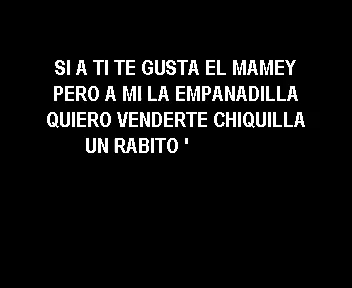 SI A TI TE GUSTA EL MAMEY
PERO A MI LA EMPANADILLA
QUIERO VENDERTE CHIQUILLA
UN RABITO '